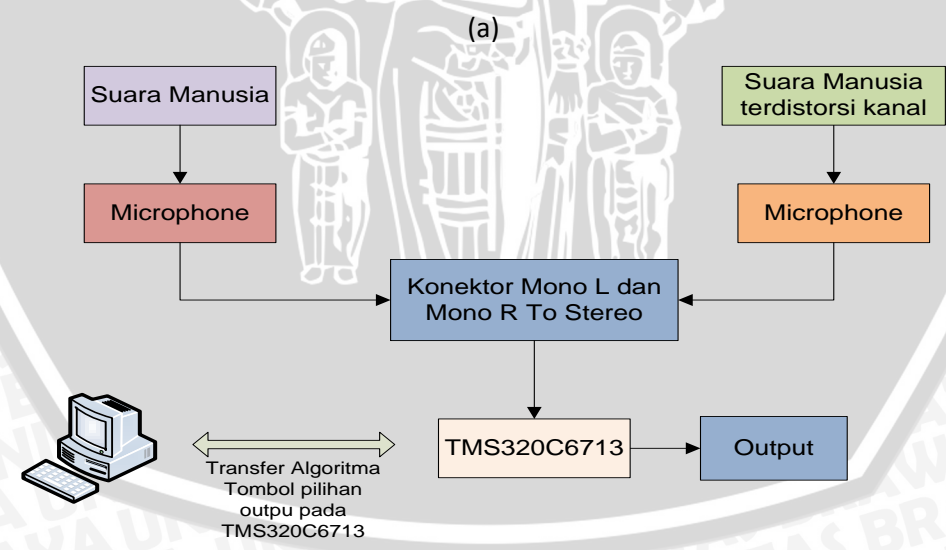 (a)
Suara Manusia
Suara Manusia
terdistorsi kanal
Microphone
Microphone
Konektor Mono L dan
Mono R To Stereo
TMS320C6713
Output
Transfer Algoritma
Tombol pilihan
outpu pada
TMS320C6713